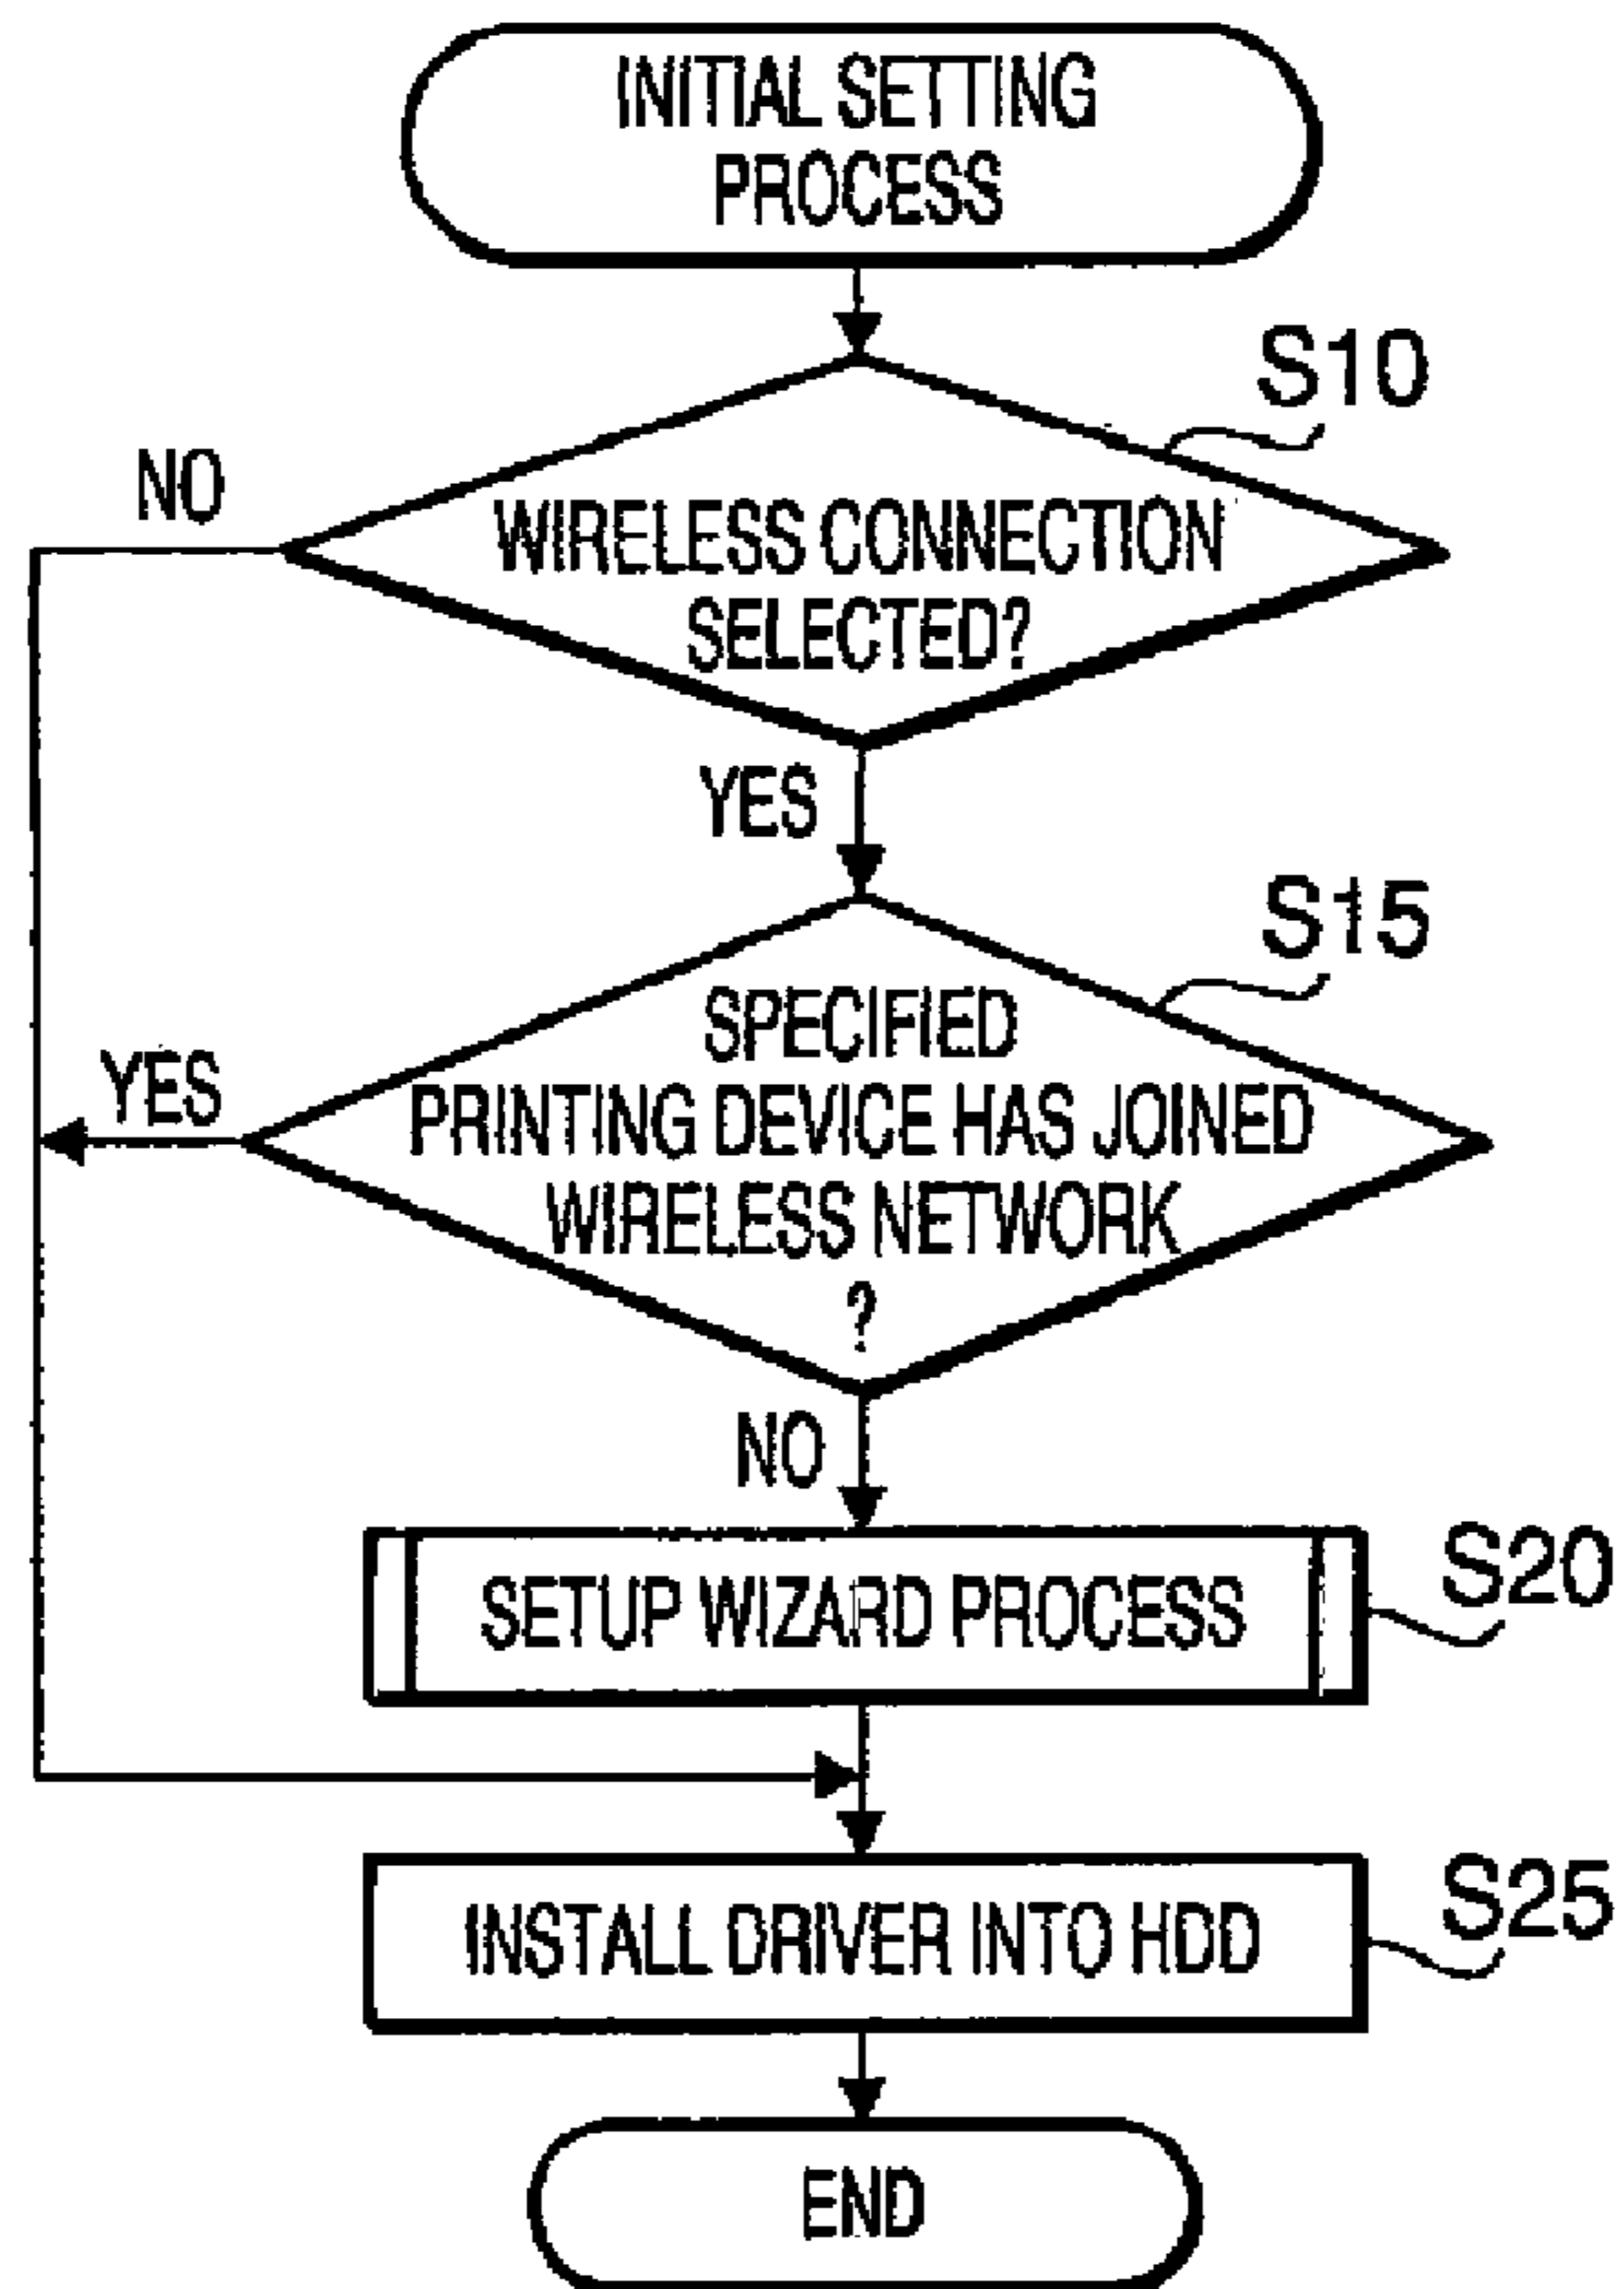 INITIAL SETTING
PROCESS
S10
NO
WIRELESS CONNECTION
SELECTED?
YES
S15
SPECIFIED
YES
PRINTING DEVICE HAS JOINED
WIRELESS NETWORK
?
NO
S20
SETUP WIZARD PROCESS
S25
INSTALL DRIVER INTO HDD
END